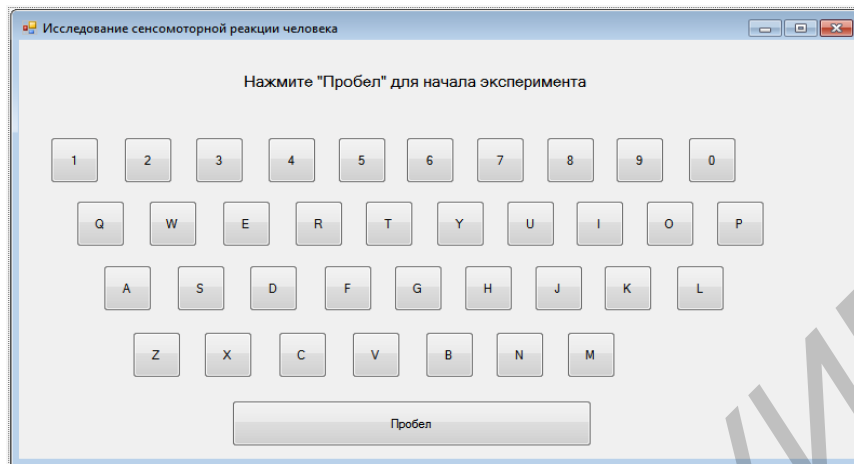 Исследование сенсомоторной реакции человека
Нажмите "Пробел" для начала эксперимента
1 2 3 4 5 6 7 8 9 0
Q W E R T Y U I O P
A S D F G H J K L
Z X C V B N M
Пробел